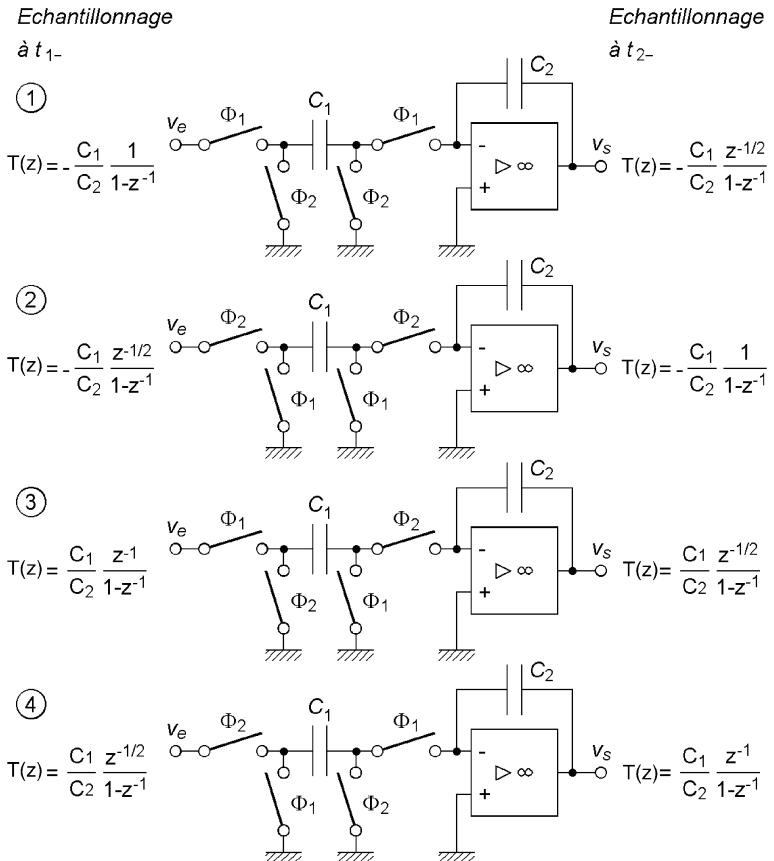 Echantillonnage
à t 1–
Echantillonnage
à t 2–
1
T(z) = - C1/C2 1/(1-z-1)
ve
Φ1
C1
Φ1
Φ2
Φ2
C2
-
+
▷ ∞
vs
T(z) = - C1/C2 z-1/2/(1-z-1)
2
T(z) = - C1/C2 z-1/2/(1-z-1)
ve
Φ2
C1
Φ2
Φ1
Φ1
C2
-
+
▷ ∞
vs
T(z) = - C1/C2 1/(1-z-1)
3
T(z) = C1/C2 z-1/(1-z-1)
ve
Φ1
C1
Φ2
Φ2
Φ1
C2
-
+
▷ ∞
vs
T(z) = C1/C2 z-1/2/(1-z-1)
4
T(z) = C1/C2 z-1/2/(1-z-1)
ve
Φ2
C1
Φ1
Φ1
Φ2
C2
-
+
▷ ∞
vs
T(z) = C1/C2 z-1/(1-z-1)